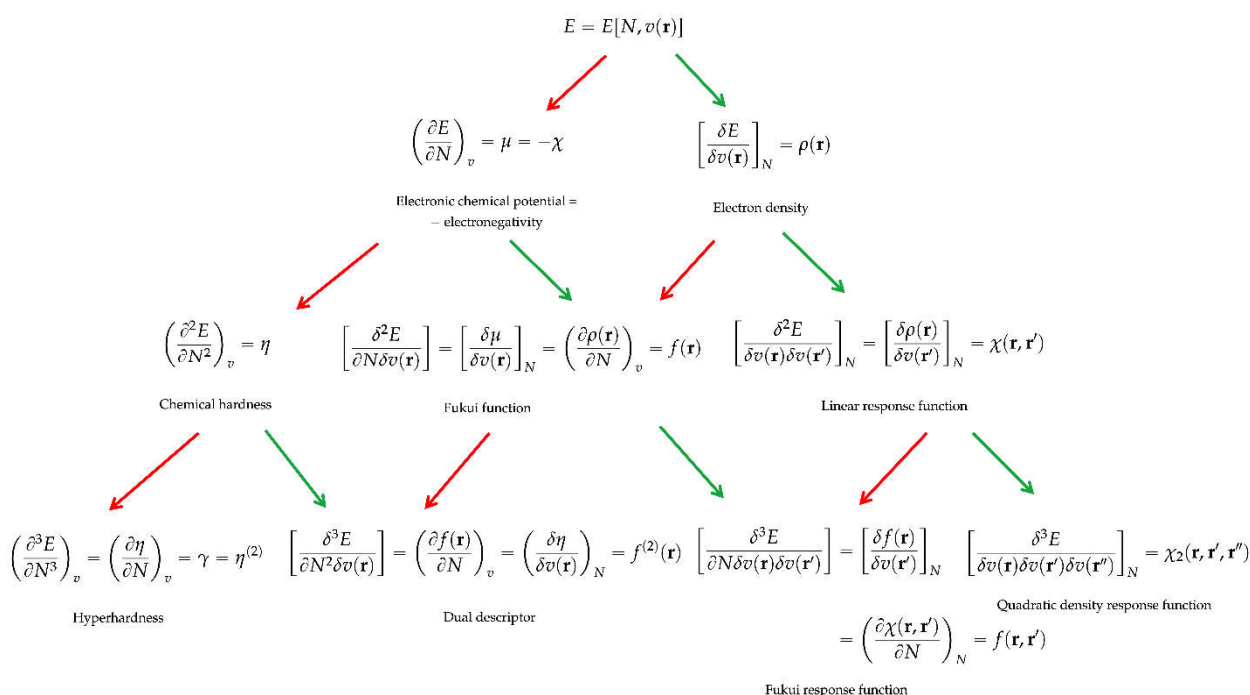 E = E[N, v(r)]
(∂E/∂N)_v = μ = −χ
[δE/δv(r)]_N = ρ(r)
Electronic chemical potential =
− electronegativity
Electron density
(∂²E/∂N²)_v = η
[δ²E/∂Nδv(r)] = [δμ/δv(r)]_N = (∂ρ(r)/∂N)_v = f(r)
[δ²E/δv(r)δv(r′)]_N = [δρ(r)/δv(r′)]_N = χ(r, r′)
Chemical hardness
Fukui function
Linear response function
(∂³E/∂N³)_v = (∂η/∂N)_v = γ = η⁽²⁾
[δ³E/∂N²δv(r)] = (∂f(r)/∂N)_v = (δη/δv(r))_N = f⁽²⁾(r)
[δ³E/∂Nδv(r)δv(r′)] = [δf(r)/δv(r′)]_N
[δ³E/δv(r)δv(r′)δv(r″)]_N = χ₂(r, r′, r″)
Hyperhardness
Dual descriptor
Quadratic density response function
= (∂χ(r, r′)/∂N)_N = f(r, r′)
Fukui response function